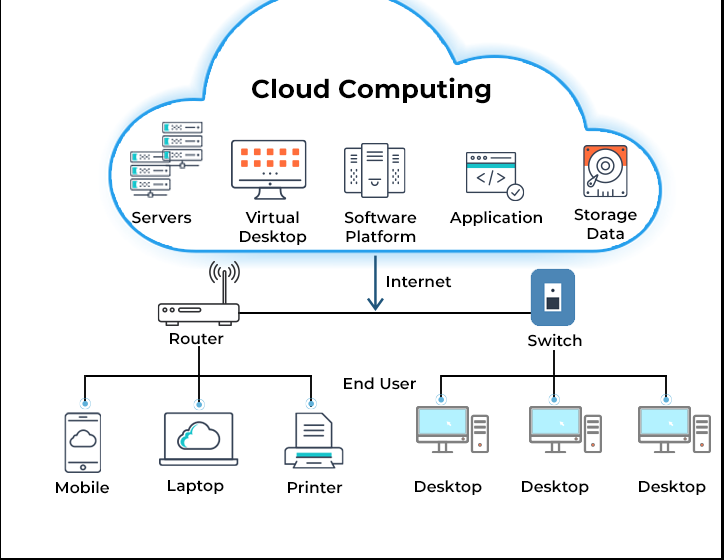 Cloud Computing
Servers
Virtual
Desktop
Software
Platform
Application
Storage
Data
Internet
Router
Switch
End User
Mobile
Laptop
Printer
Desktop
Desktop
Desktop